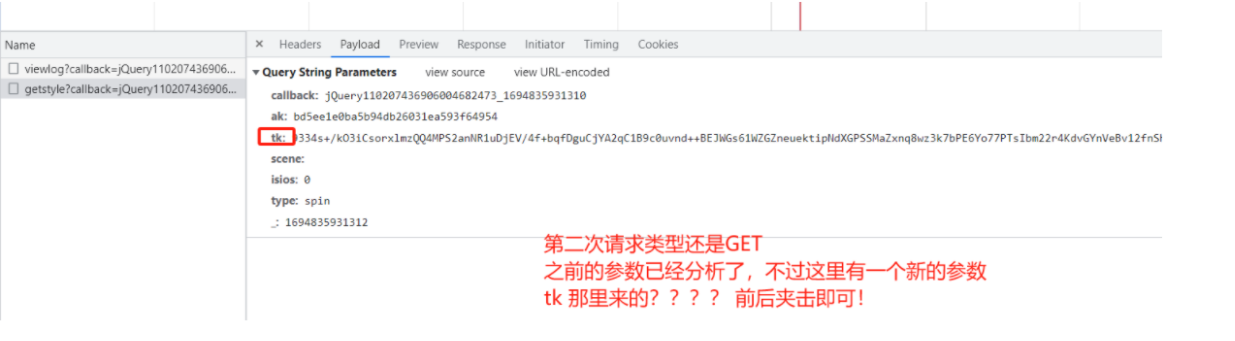 Name
× Headers Payload Preview Response Initiator Timing Cookies
viewlog?callback=jQuery110207436906...
getstyle?callback=jQuery110207436906...
▼ Query String Parameters view source view URL-encoded
callback: jQuery110207436906004682473_1694835931310
ak: bd5ee1e0ba5b94db26031ea593f64954
tk: 9334s+/kO3iCsorx1mzQQ4MPS2anNR1uDjEV/4f+bqfDguCjYA2qC1B9c0uvnd++BEJWGs61WZGZneuektipNdXGPSSMaZxnq8wz3k7bPE6Yo77PTsIbm22r4KdvGYnVeBv12fnSh
scene:
isios: 0
type: spin
_: 1694835931312
第二次请求类型还是GET
之前的参数已经分析了，不过这里有一个新的参数
tk 那里来的？？？？ 前后夹击即可！